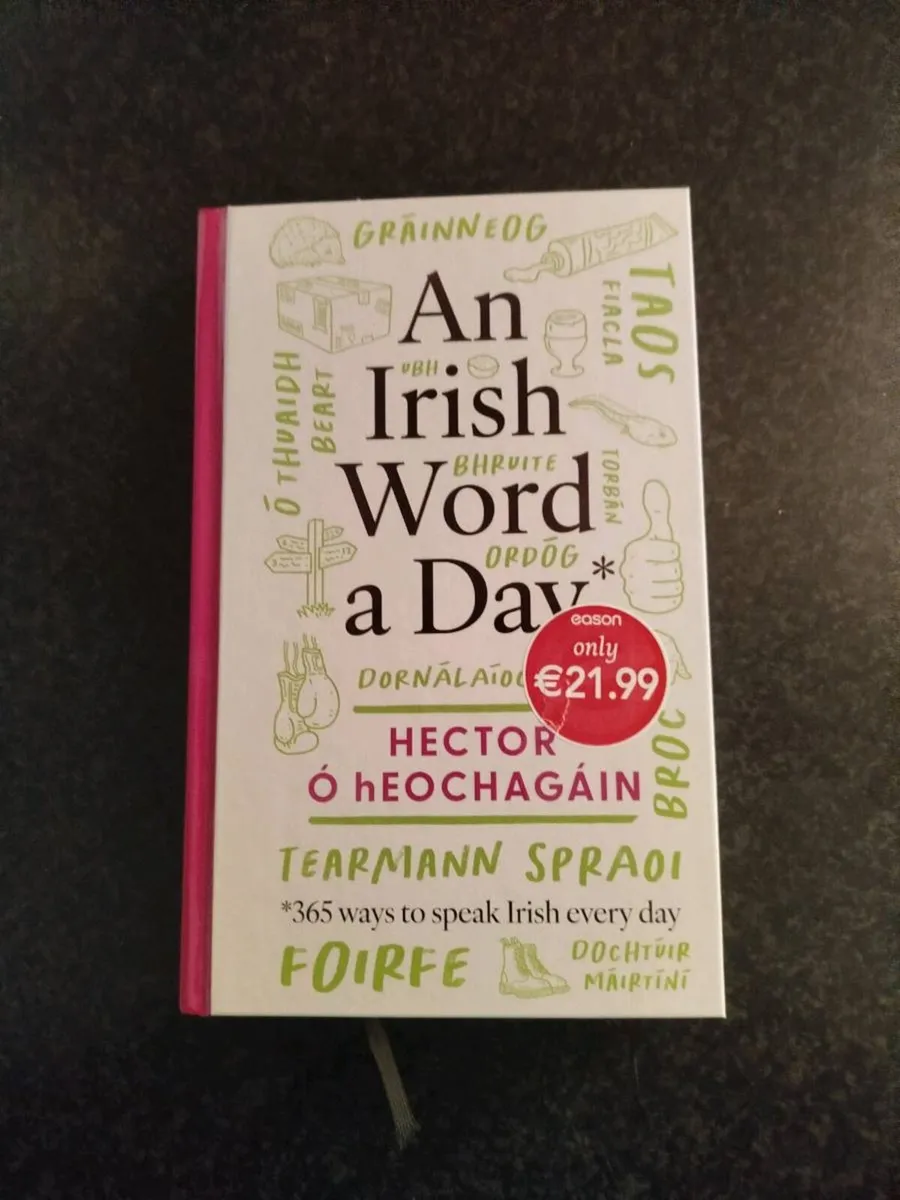 GRÁINNEOG
TAOS
FIACLA
An
UBH
Irish
Ó THUAIDH
BEART
BHRUITE
Word
TORBÁN
ORDÓG
a Day*
eason
only
€21.99
DORNÁLAÍOC
HECTOR
Ó hEOCHAGÁIN
BROC
TEARMANN SPRAOI
*365 ways to speak Irish every day
FOIRFE
DOCHTÚIR
MÁIRTÍNÍ